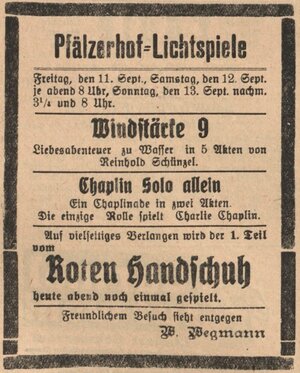 Pfälzerhof-Lichtspiele
Freitag, den 11. Sept., Samstag, den 12. Sept.
je abend 8 Uhr, Sonntag, den 13. Sept. nachm.
3¼ und 8 Uhr.
Windstärke 9
Liebesabenteuer zu Wasser in 5 Akten von
Reinhold Schünzel.
Chaplin Solo allein
Ein Chaplinade in zwei Akten.
Die einzige Rolle spielt Charlie Chaplin.
Auf vielseitiges Verlangen wird der 1. Teil
vom
Roten Handschuh
heute abend noch einmal gespielt.
Freundlichem Besuch sieht entgegen
W. Wegmann